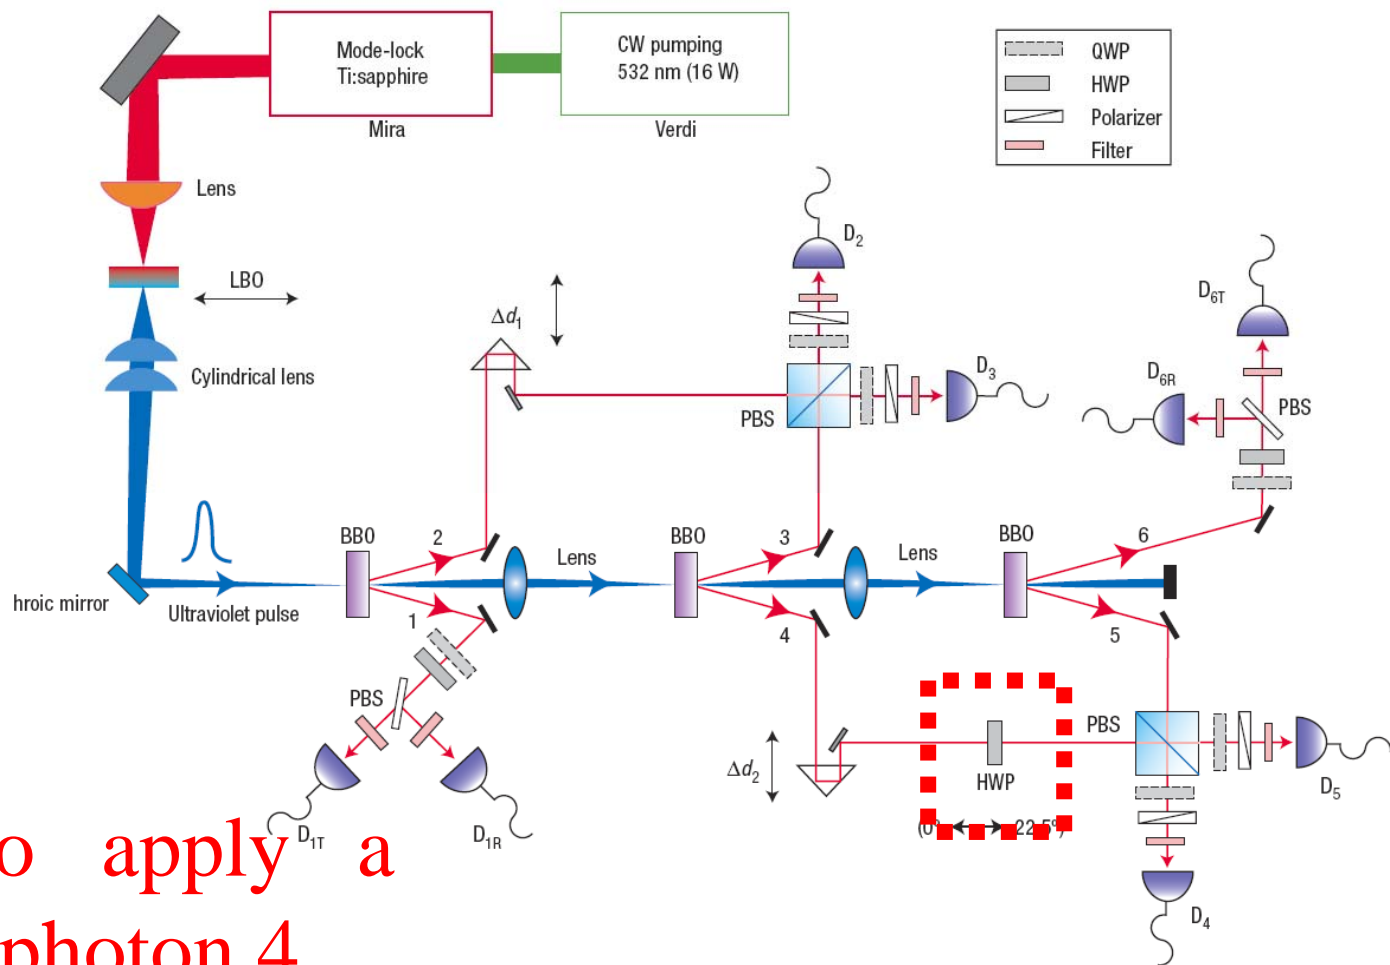 Mode-lock
Ti:sapphire
Mira
CW pumping
532 nm (16 W)
Verdi
QWP
HWP
Polarizer
Filter
Lens
LBO
Cylindrical lens
hroic mirror
Ultraviolet pulse
BBO
2
1
Δd1
Lens
BBO
3
4
PBS
D2
D3
Lens
BBO
6
5
D6T
D6R
PBS
PBS
D1T
D1R
Δd2
HWP
(0° 22.5°)
PBS
D5
D4
o apply a
photon 4